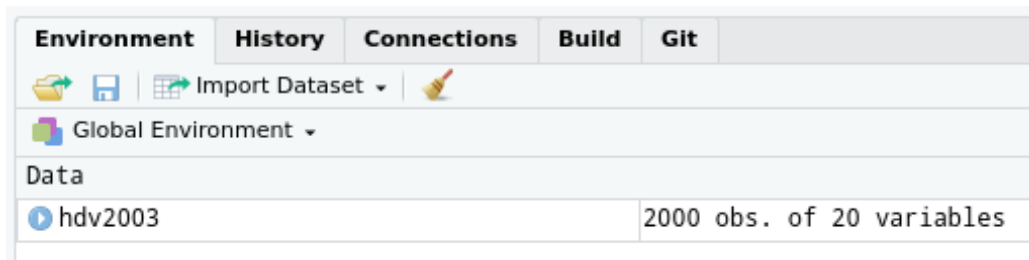 Environment History Connections Build Git
Import Dataset
Global Environment
Data
hdv2003 2000 obs. of 20 variables